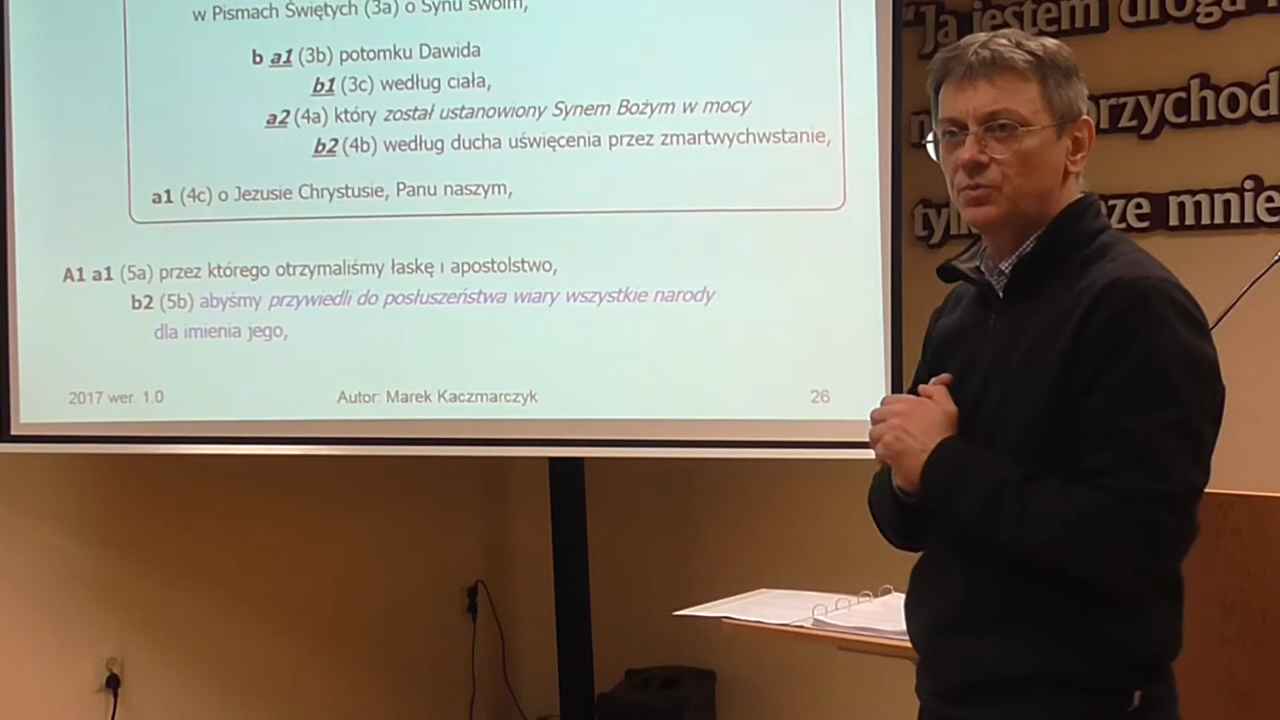 w Pismach Świętych (3a) o Synu swoim,
b a1 (3b) potomku Dawida
b1 (3c) według ciała,
a2 (4a) który został ustanowiony Synem Bożym w mocy
b2 (4b) według ducha uświęcenia przez zmartwychwstanie,
a1 (4c) o Jezusie Chrystusie, Panu naszym,
A1 a1 (5a) przez którego otrzymaliśmy łaskę i apostolstwo,
b2 (5b) abyśmy przywiedli do posłuszeństwa wiary wszystkie narody
dla imienia jego,
2017 wer. 1.0 Autor: Marek Kaczmarczyk 26
"Ja jestem drogą
przychod
mnie